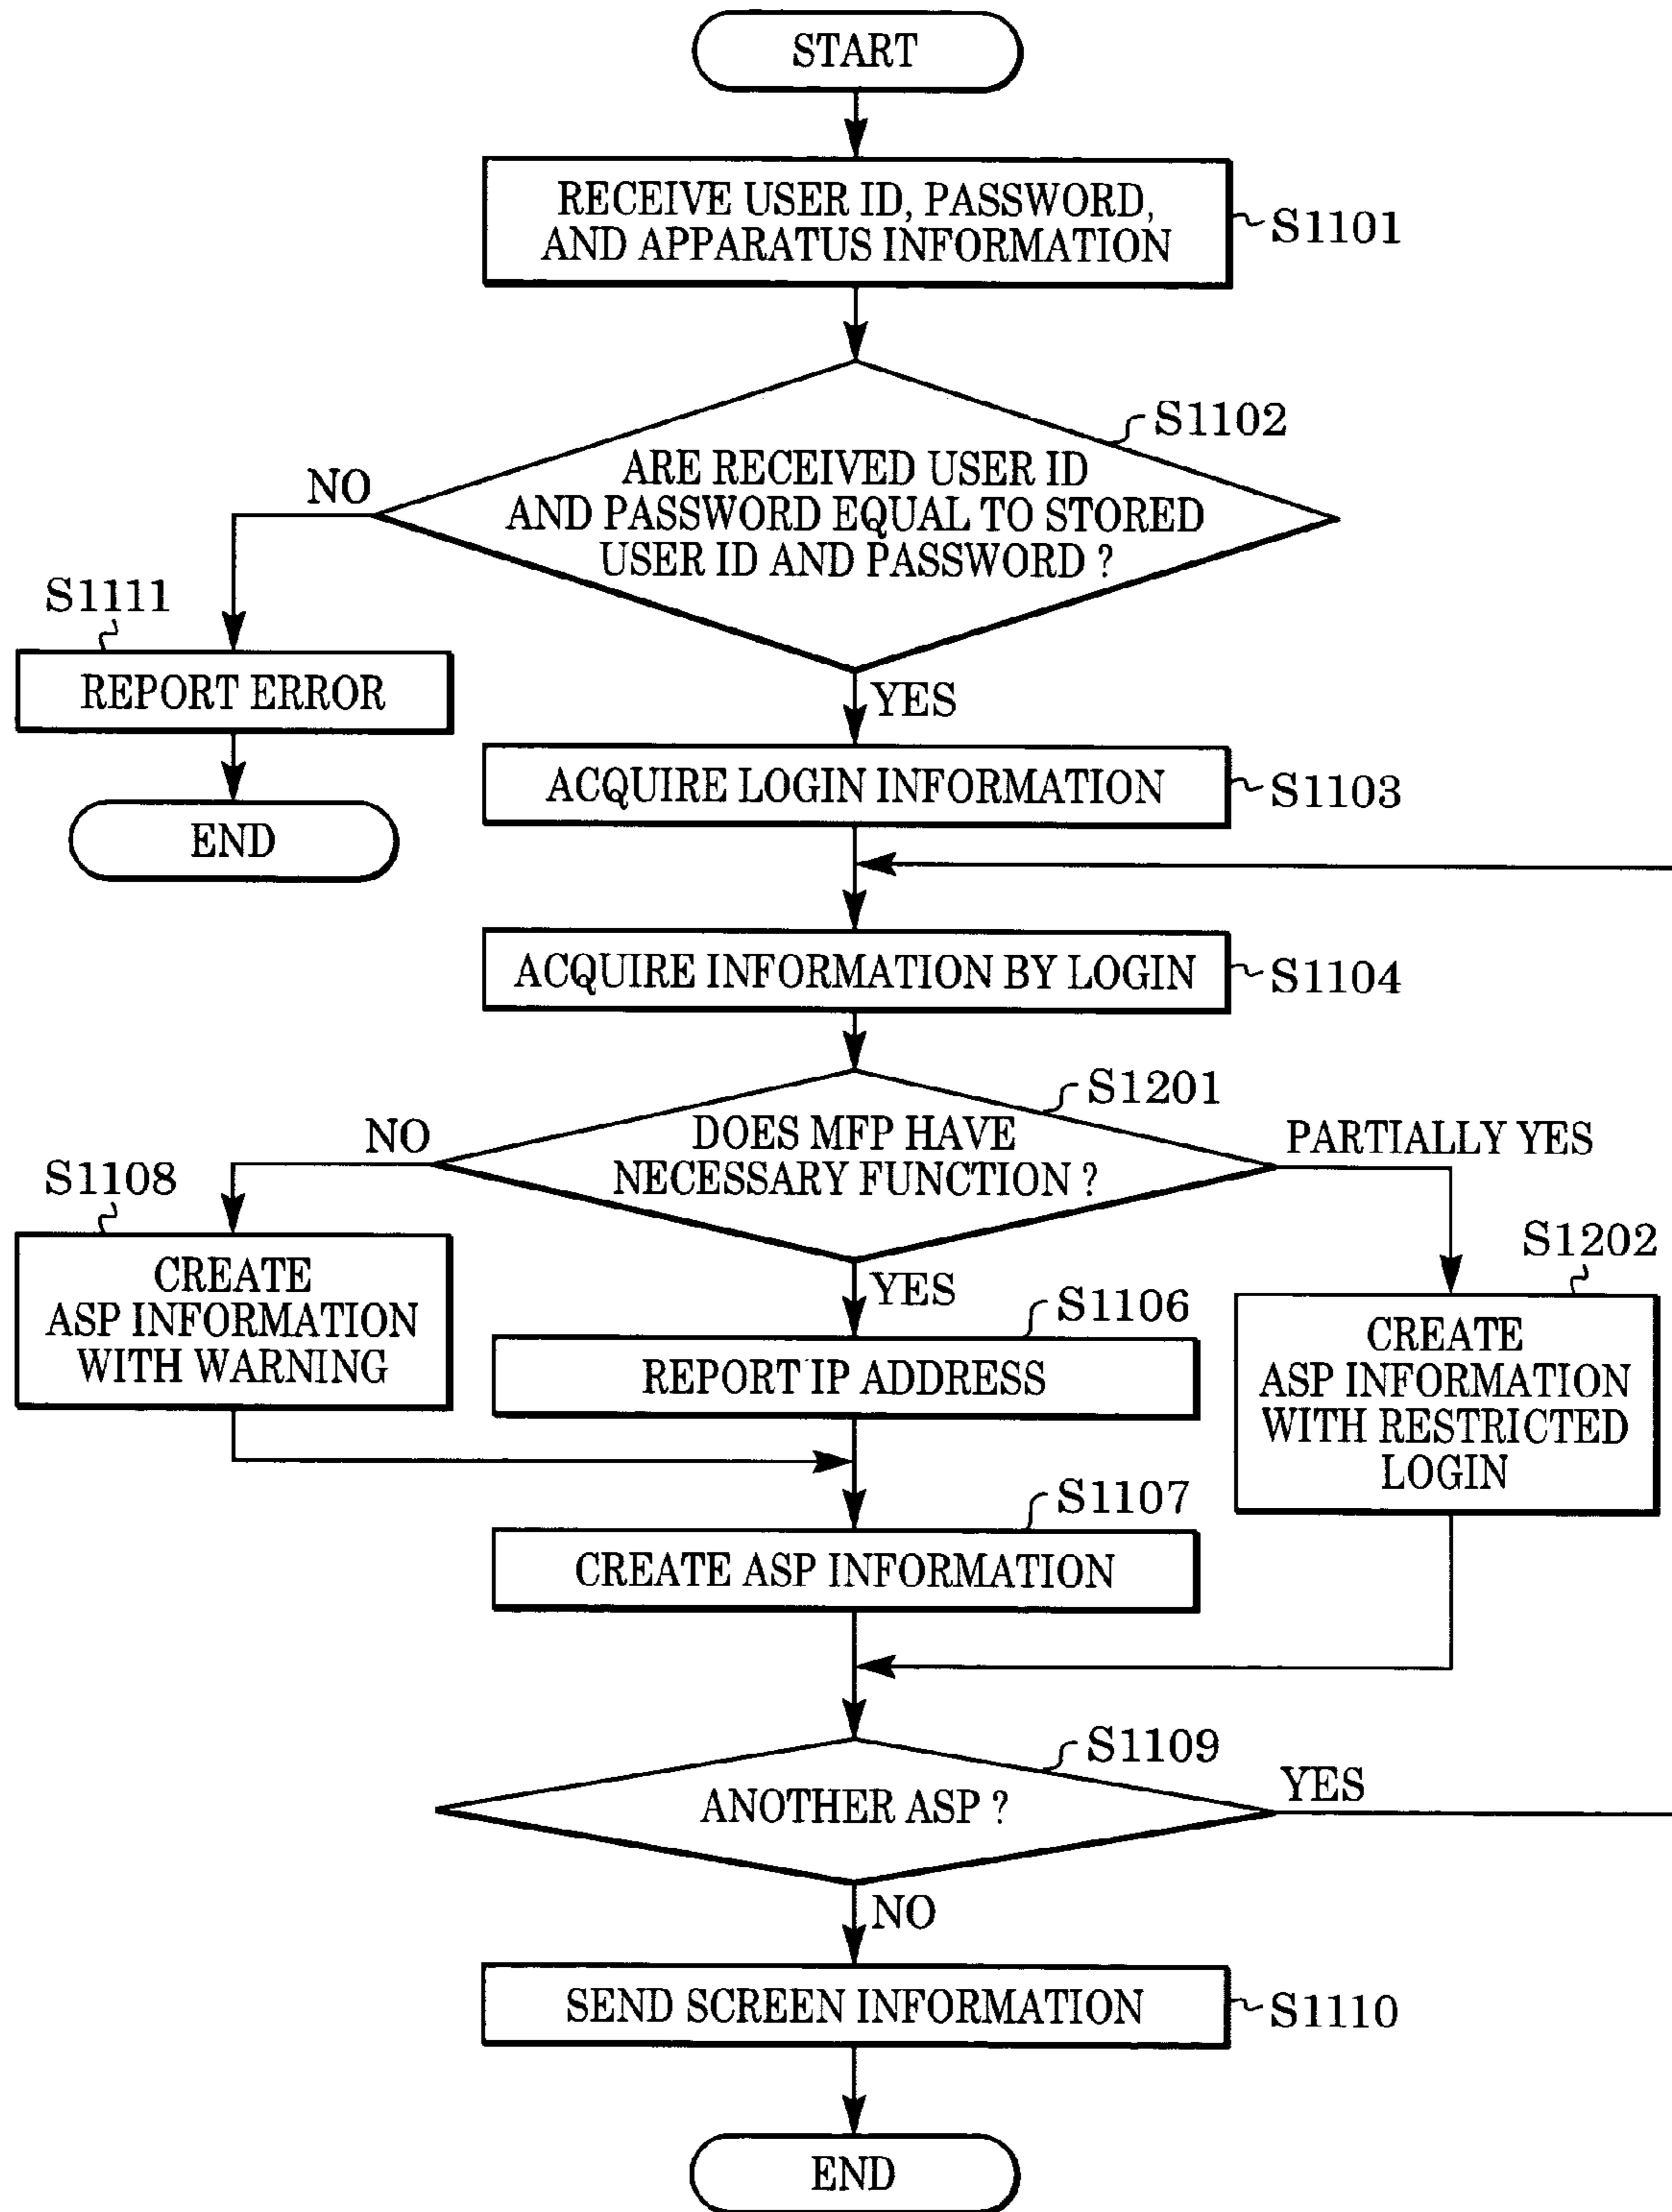 START
RECEIVE USER ID, PASSWORD,
AND APPARATUS INFORMATION
S1101
S1102
ARE RECEIVED USER ID
AND PASSWORD EQUAL TO STORED
USER ID AND PASSWORD ?
NO
S1111
REPORT ERROR
END
YES
ACQUIRE LOGIN INFORMATION
S1103
ACQUIRE INFORMATION BY LOGIN
S1104
S1201
DOES MFP HAVE
NECESSARY FUNCTION ?
NO
PARTIALLY YES
S1108
CREATE
ASP INFORMATION
WITH WARNING
YES
S1106
REPORT IP ADDRESS
S1202
CREATE
ASP INFORMATION
WITH RESTRICTED
LOGIN
S1107
CREATE ASP INFORMATION
S1109
ANOTHER ASP ?
YES
NO
SEND SCREEN INFORMATION
S1110
END